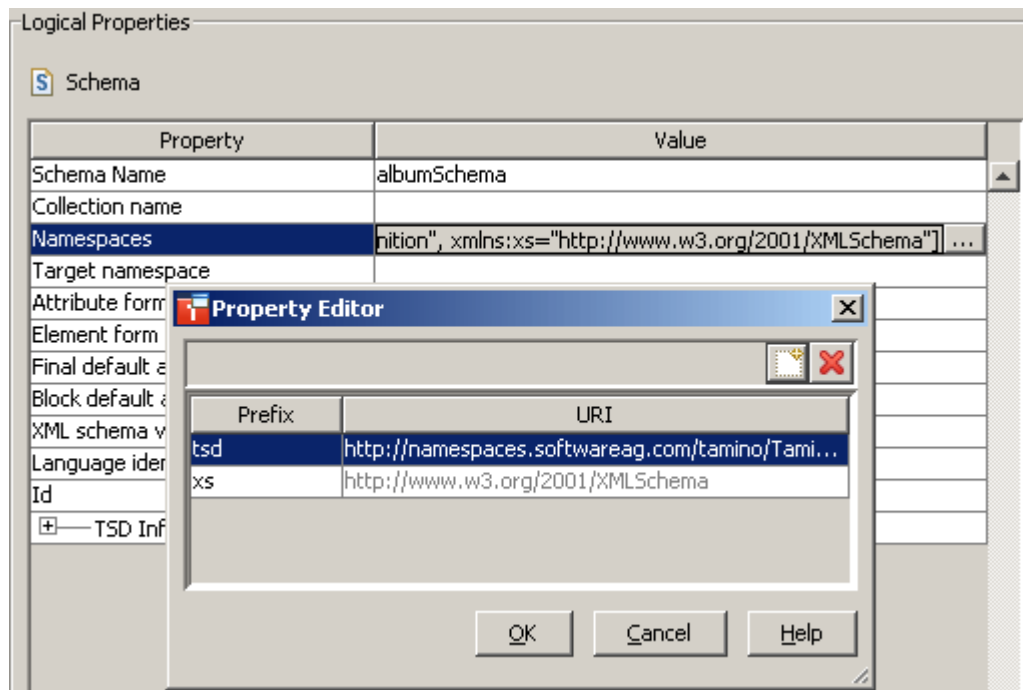 Logical Properties
S Schema
Property Value
Schema Name albumSchema
Collection name
Namespaces nition", xmlns:xs="http://www.w3.org/2001/XMLSchema"] ...
Target namespace
Attribute form
Property Editor
Element form
Final default a
Block default a
Prefix URI
XML schema v
tsd http://namespaces.softwareag.com/tamino/Tami...
Language iden
xs http://www.w3.org/2001/XMLSchema
Id
TSD Inf
OK Cancel Help